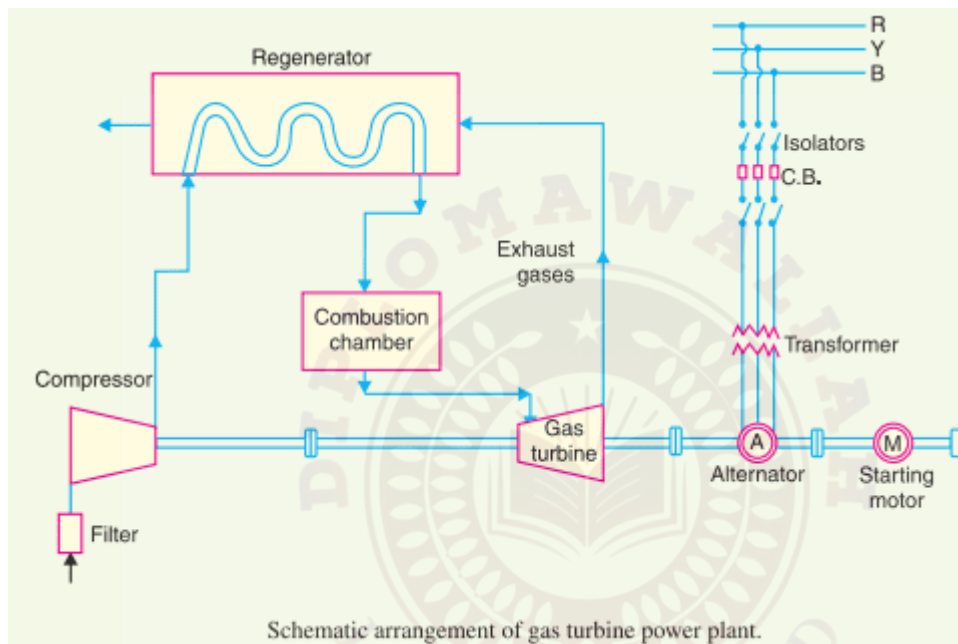 R
Y
B
Regenerator
Isolators
C.B.
Exhaust
gases
Combustion
chamber
Transformer
Compressor
Gas
turbine
A
M
Alternator
Starting
motor
Filter
DIPLOMAWALLAH
Schematic arrangement of gas turbine power plant.